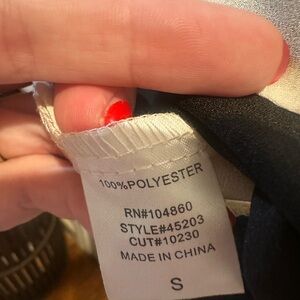 100%POLYESTER
RN#104860
STYLE#45203
CUT#10230
MADE IN CHINA
S